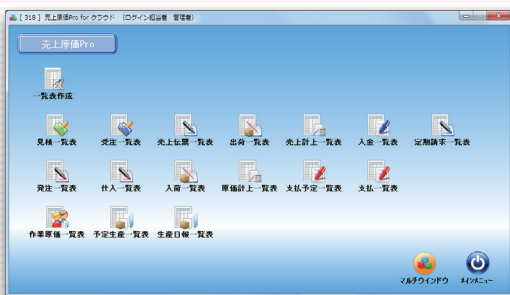 [ 318 ] 売上原価Pro for クラウド （ログイン担当者　管理者）
売上原価Pro
一覧表作成
見積一覧表 受注一覧表 売上伝票一覧表 出荷一覧表 売上計上一覧表 入金一覧表 定期請求一覧表
発注一覧表 仕入一覧表 入荷一覧表 原価計上一覧表 支払予定一覧表 支払一覧表
作業原価一覧表 予定生産一覧表 生産日報一覧表
マルチウインドウ メインメニュー